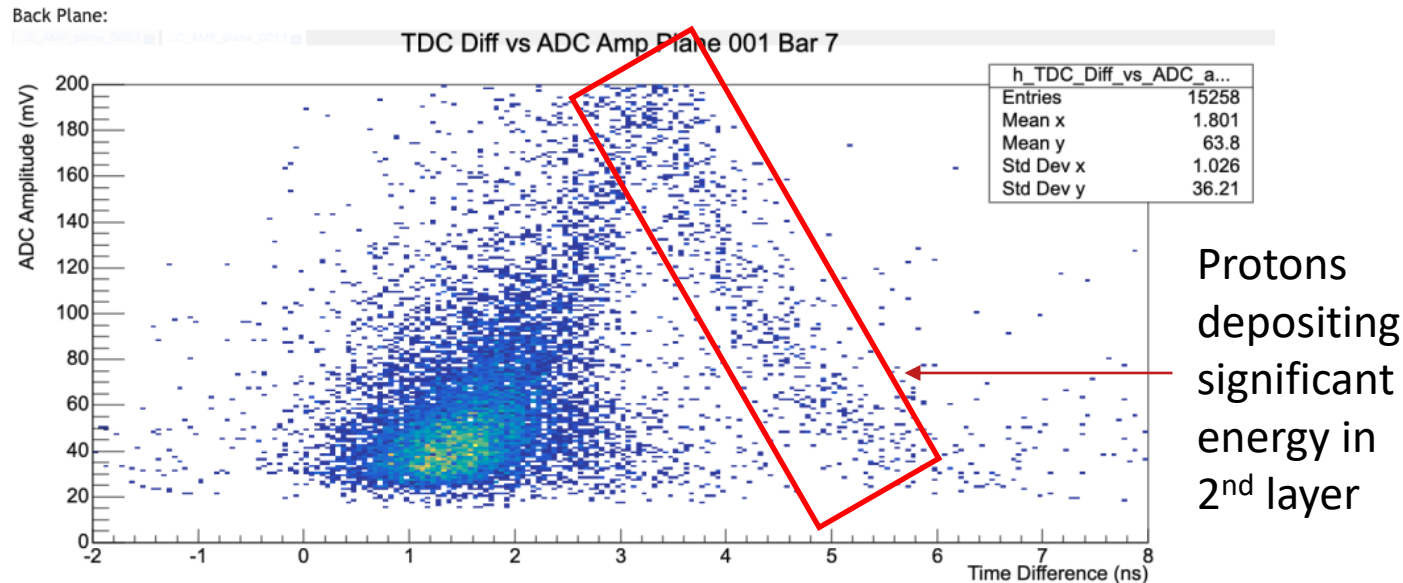 Back Plane:
TDC Diff vs ADC Amp Plane 001 Bar 7
h_TDC_Diff_vs_ADC_a...
Entries 15258
Mean x 1.801
Mean y 63.8
Std Dev x 1.026
Std Dev y 36.21
ADC Amplitude (mV)
200
180
160
140
120
100
80
60
40
20
0
-2 -1 0 1 2 3 4 5 6 7 8
Time Difference (ns)
Protons
depositing
significant
energy in
2nd layer